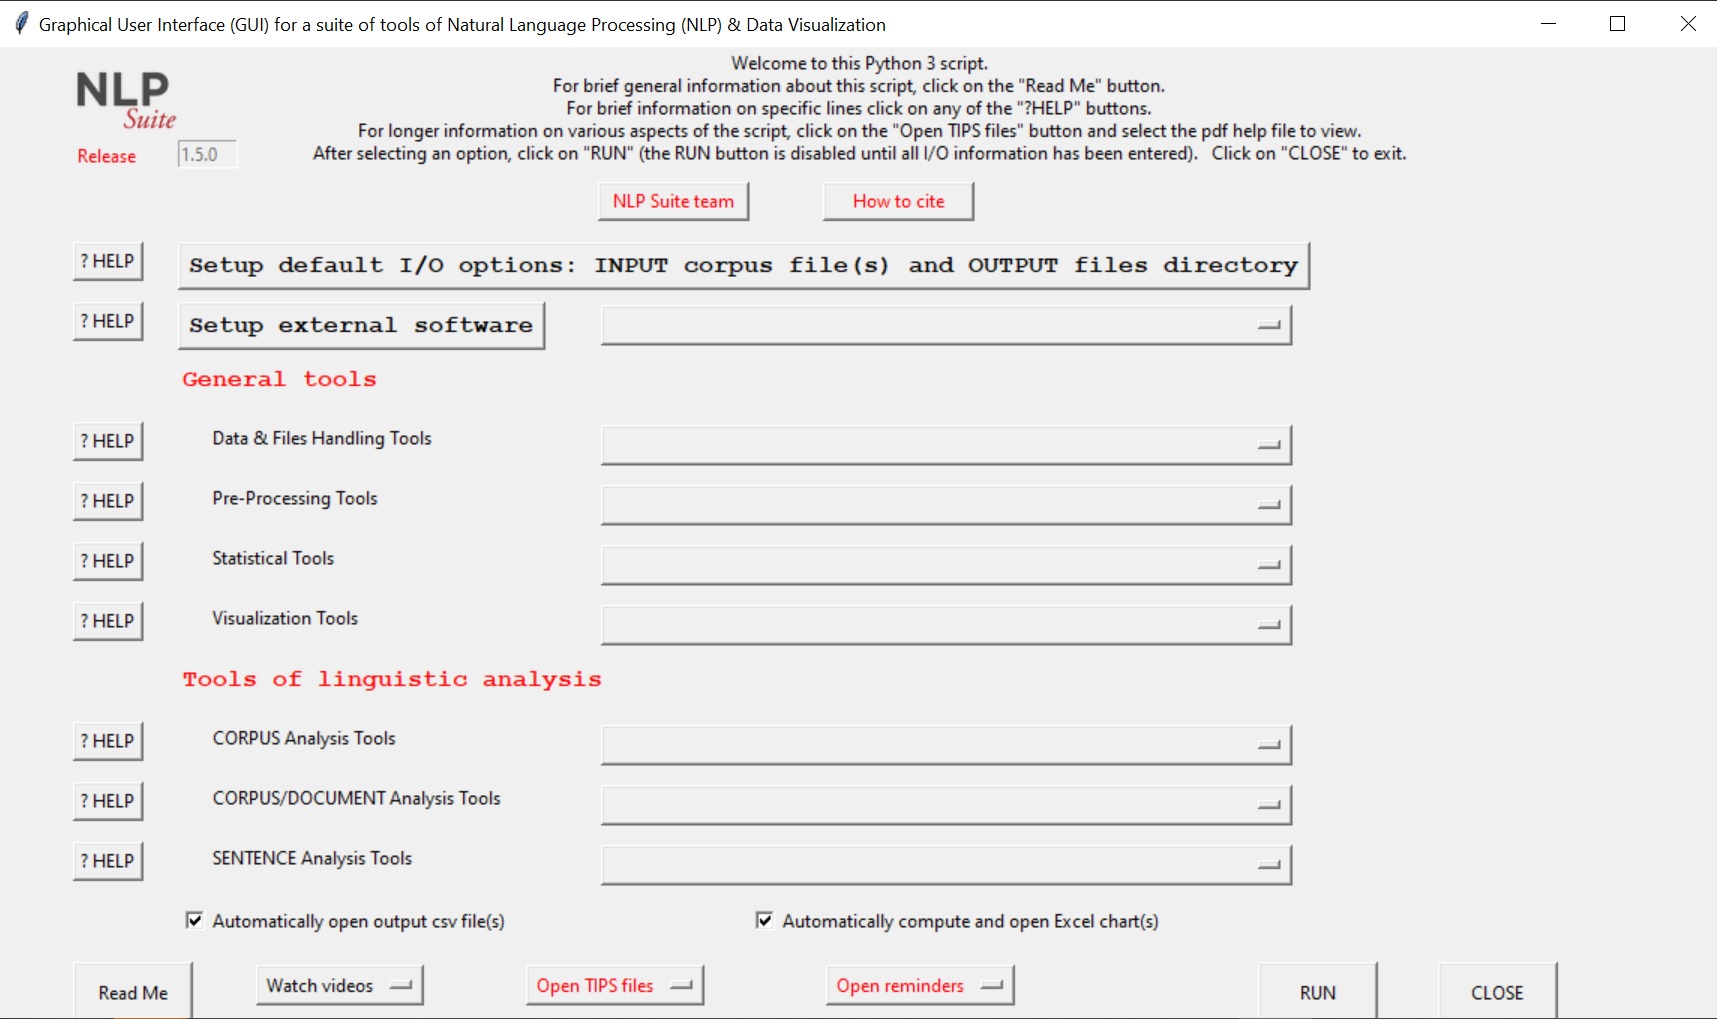 Graphical User Interface (GUI) for a suite of tools of Natural Language Processing (NLP) & Data Visualization
NLP
Suite
Release 1.5.0
Welcome to this Python 3 script.
For brief general information about this script, click on the "Read Me" button.
For brief information on specific lines click on any of the "?HELP" buttons.
For longer information on various aspects of the script, click on the "Open TIPS files" button and select the pdf help file to view.
After selecting an option, click on "RUN" (the RUN button is disabled until all I/O information has been entered). Click on "CLOSE" to exit.
NLP Suite team How to cite
? HELP Setup default I/O options: INPUT corpus file(s) and OUTPUT files directory
? HELP Setup external software
General tools
? HELP Data & Files Handling Tools
? HELP Pre-Processing Tools
? HELP Statistical Tools
? HELP Visualization Tools
Tools of linguistic analysis
? HELP CORPUS Analysis Tools
? HELP CORPUS/DOCUMENT Analysis Tools
? HELP SENTENCE Analysis Tools
Automatically open output csv file(s) Automatically compute and open Excel chart(s)
Read Me Watch videos Open TIPS files Open reminders RUN CLOSE